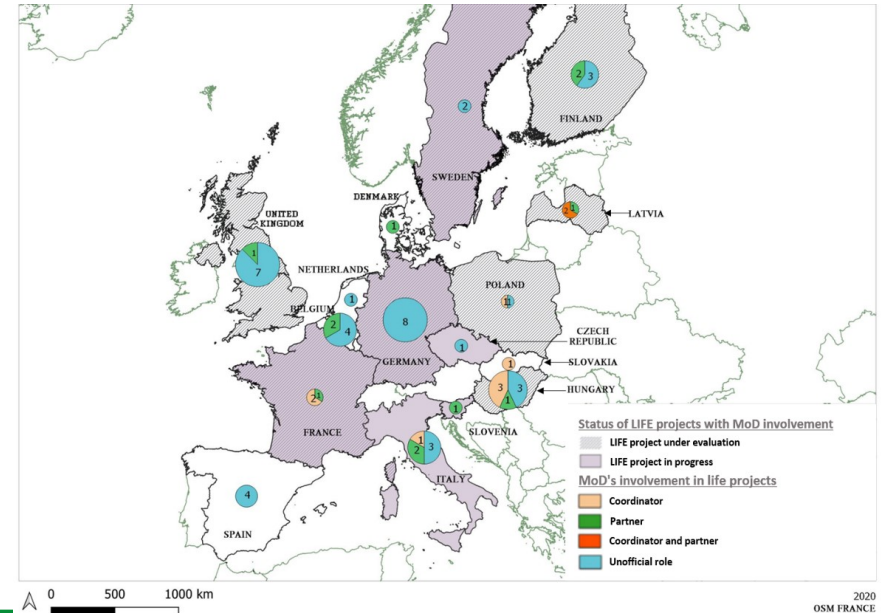 2
2 3
FINLAND
SWEDEN
DENMARK
1
2 1
LATVIA
UNITED
KINGDOM
1
7
NETHERLANDS
1
POLAND
1 1
BELGIUM
2 4
8
CZECH
REPUBLIC
1
GERMANY
SLOVAKIA
1
HUNGARY
3 3
1
2 1
FRANCE
1
SLOVENIA
1
2 3
ITALY
4
SPAIN
Status of LIFE projects with MoD involvement
LIFE project under evaluation
LIFE project in progress
MoD's involvement in life projects
Coordinator
Partner
Coordinator and partner
Unofficial role
0 500 1000 km
2020
OSM FRANCE